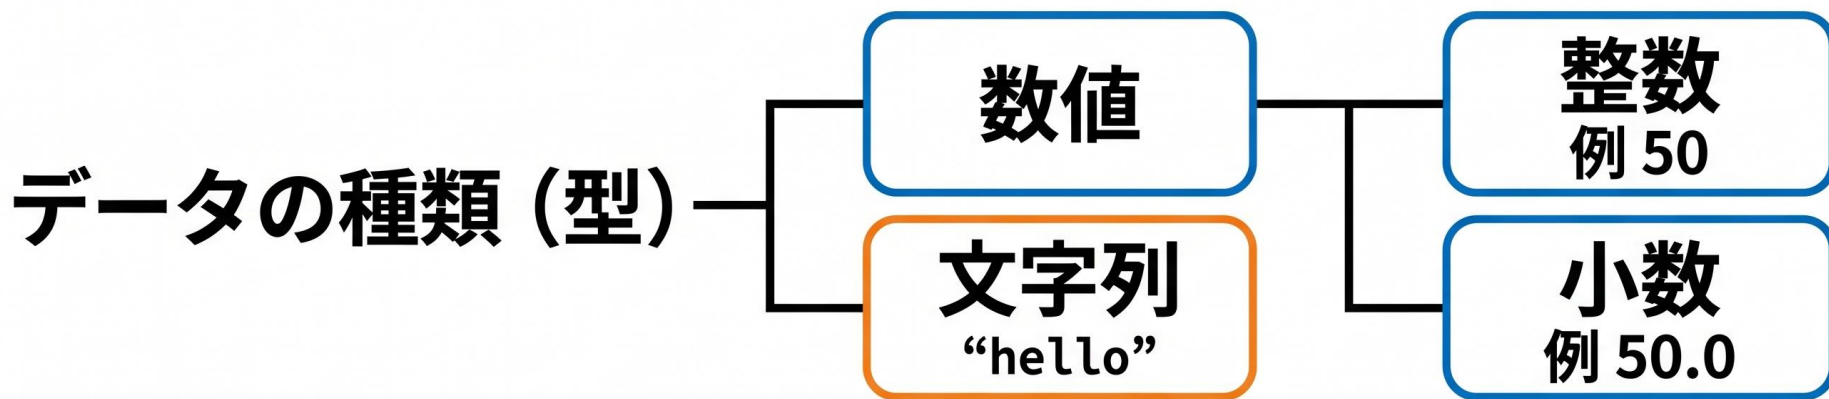 データの種類（型）
数値
文字列
“hello”
整数
例 50
小数
例 50.0